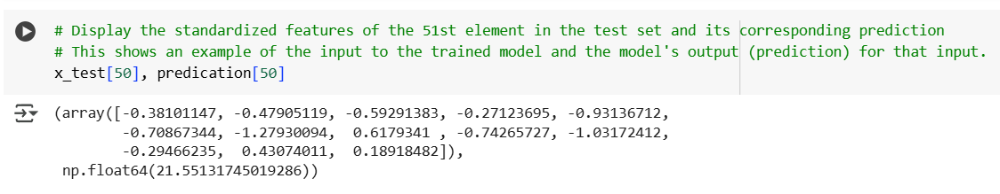 # Display the standardized features of the 51st element in the test set and its corresponding prediction
# This shows an example of the input to the trained model and the model's output (prediction) for that input.
x_test[50], predication[50]
(array([-0.38101147, -0.47905119, -0.59291383, -0.27123695, -0.93136712,
-0.70867344, -1.27930094,  0.6179341 , -0.74265727, -1.03172412,
-0.29466235,  0.43074011,  0.18918482]),
np.float64(21.55131745019286))